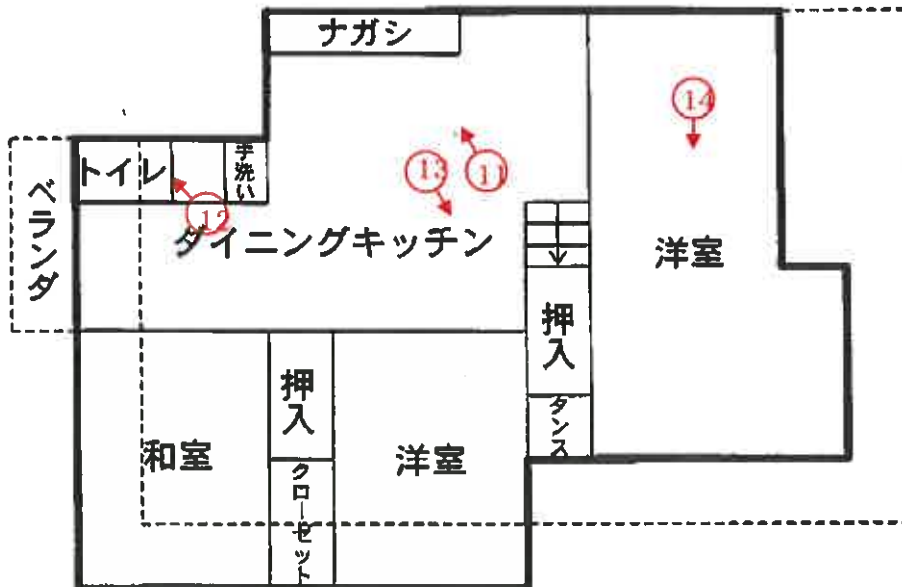 ナガシ
14
トイレ
手洗い
13
11
12
ベランダ
ダイニングキッチン
洋室
押入
押入
タンス
和室
洋室
クローゼット